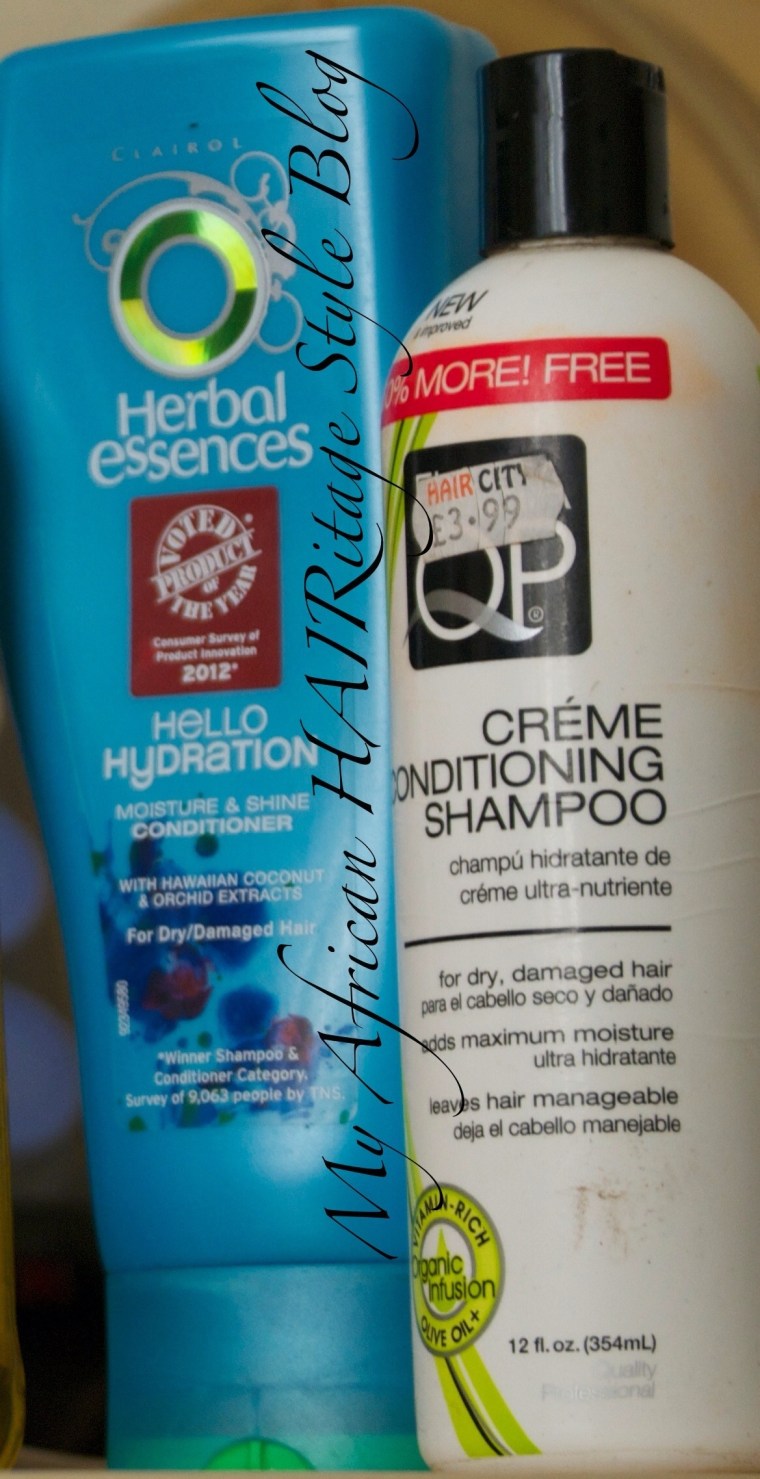 CLAIROL
Herbal
essences
VOTED
PRODUCT
OF
THE YEAR
Consumer Survey of
Product Innovation
2012*
HELLO
HYDRATION
MOISTURE & SHINE
CONDITIONER
WITH HAWAIIAN COCONUT
& ORCHID EXTRACTS
For Dry/Damaged Hair
*Winner Shampoo &
Conditioner Category.
Survey of 9,063 people by TNS.
My African HAIRitage Style Blog
NEW
& improved
0% MORE! FREE
HAIR CITY
£3.99
QP®
CRÉME
CONDITIONING
SHAMPOO
champú hidratante de
créme ultra-nutriente
for dry, damaged hair
para el cabello seco y dañado
adds maximum moisture
ultra hidratante
leaves hair manageable
deja el cabello manejable
VITAMIN-RICH
Organic
Infusion
OLIVE OIL+
12 fl. oz. (354mL)
Quality
Professional